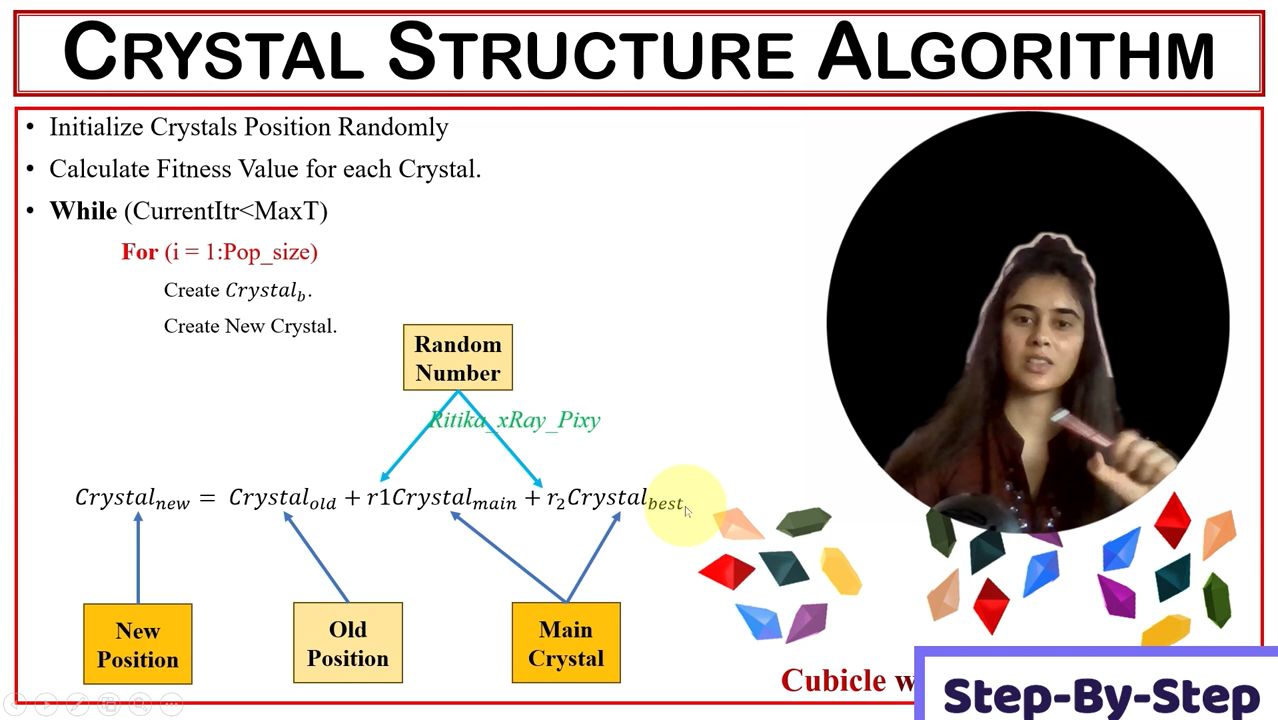 CRYSTAL STRUCTURE ALGORITHM
• Initialize Crystals Position Randomly
• Calculate Fitness Value for each Crystal.
• While (CurrentItr<MaxT)
For (i = 1:Pop_size)
Create Crystal_b.
Create New Crystal.
Random
Number
Ritika_xRay_Pixy
Crystal_new = Crystal_old + r1Crystal_main + r_2Crystal_best
New
Position
Old
Position
Main
Crystal
Cubicle w
Step-By-Step